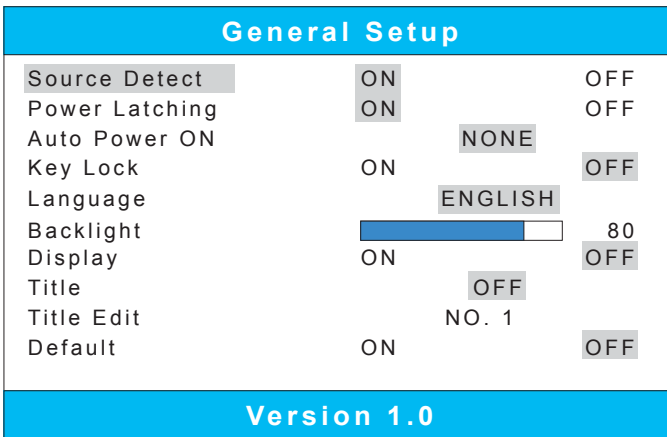 General Setup
Source Detect ON OFF
Power Latching ON OFF
Auto Power ON NONE
Key Lock ON OFF
Language ENGLISH
Backlight 80
Display ON OFF
Title OFF
Title Edit NO. 1
Default ON OFF
Version 1.0